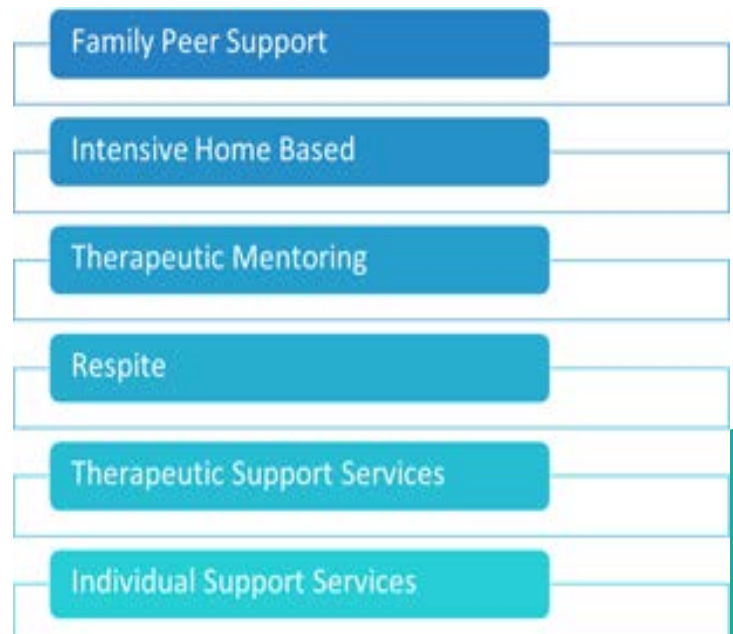 Family Peer Support
Intensive Home Based
Therapeutic Mentoring
Respite
Therapeutic Support Services
Individual Support Services